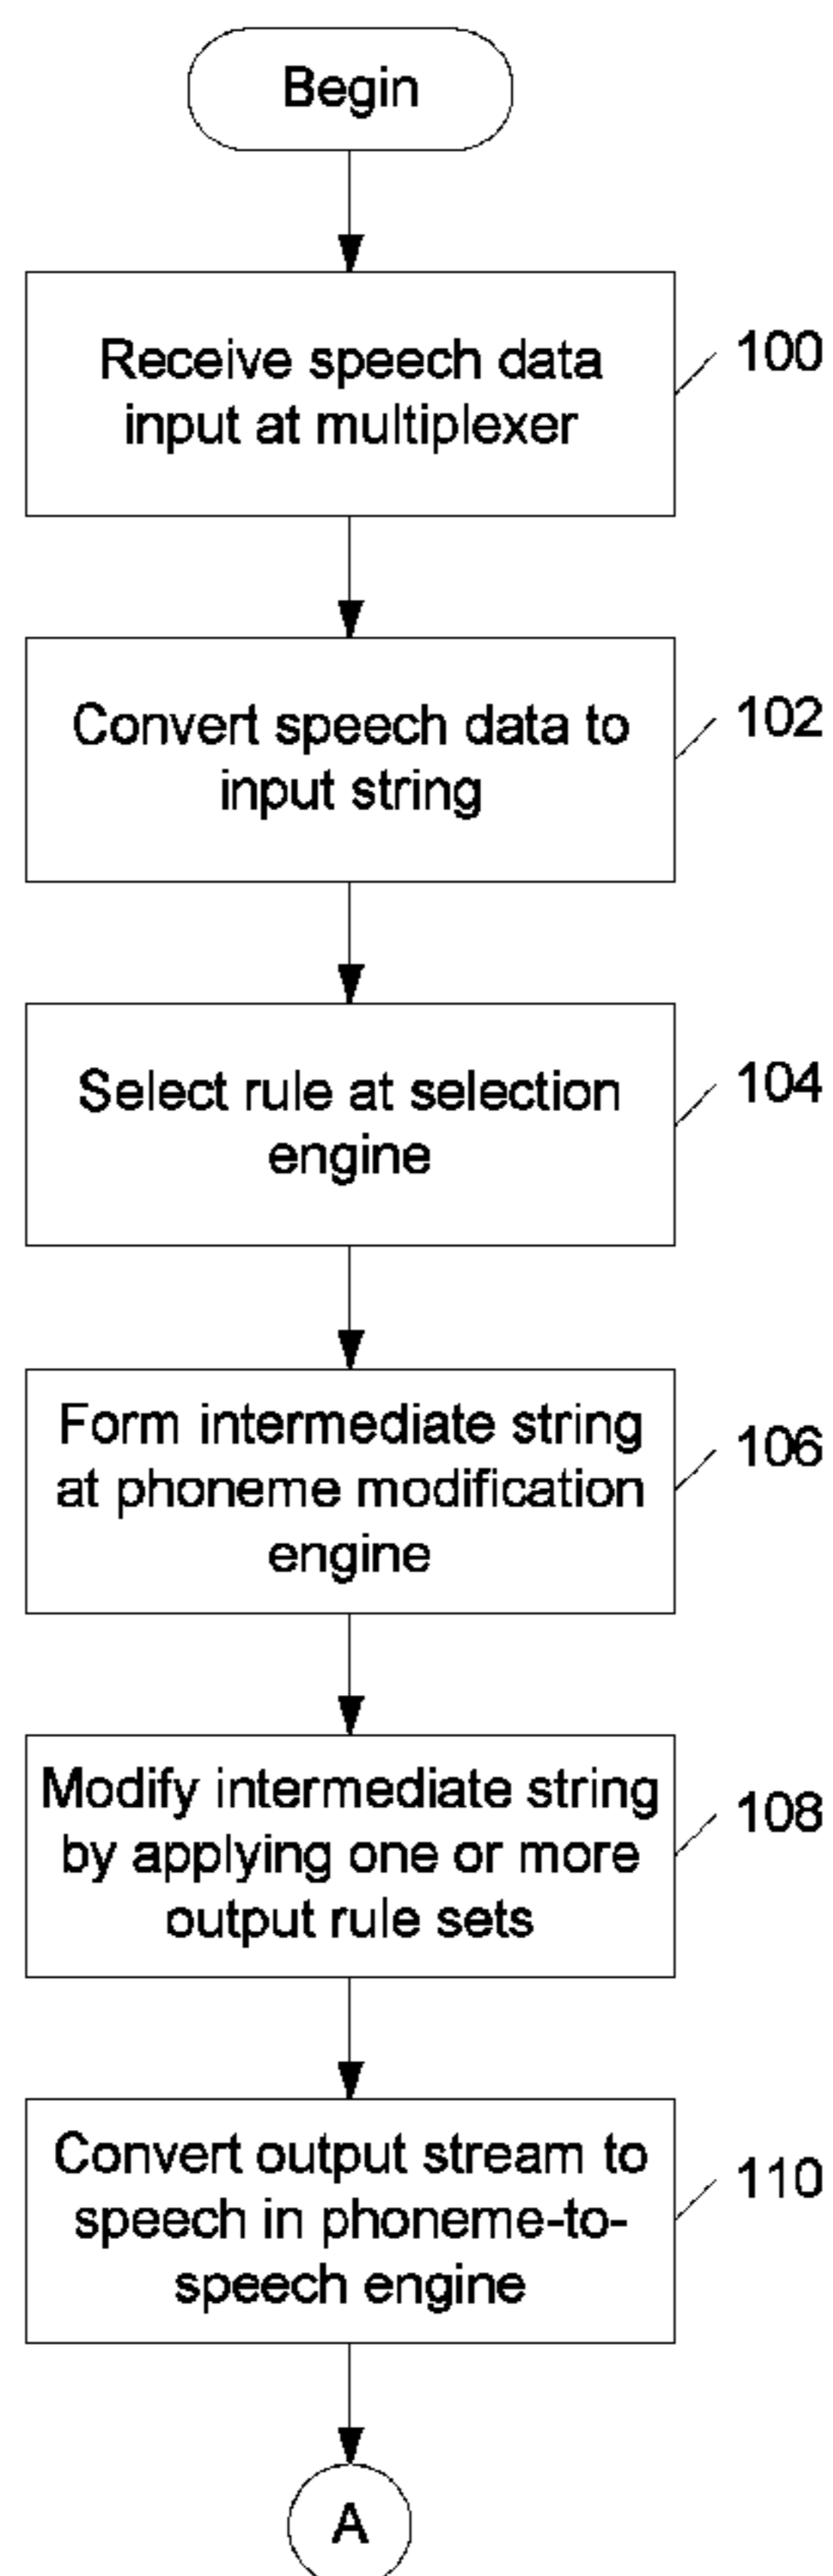 Begin
Receive speech data
input at multiplexer
100
Convert speech data to
input string
102
Select rule at selection
engine
104
Form intermediate string
at phoneme modification
engine
106
Modify intermediate string
by applying one or more
output rule sets
108
Convert output stream to
speech in phoneme-to-
speech engine
110
A